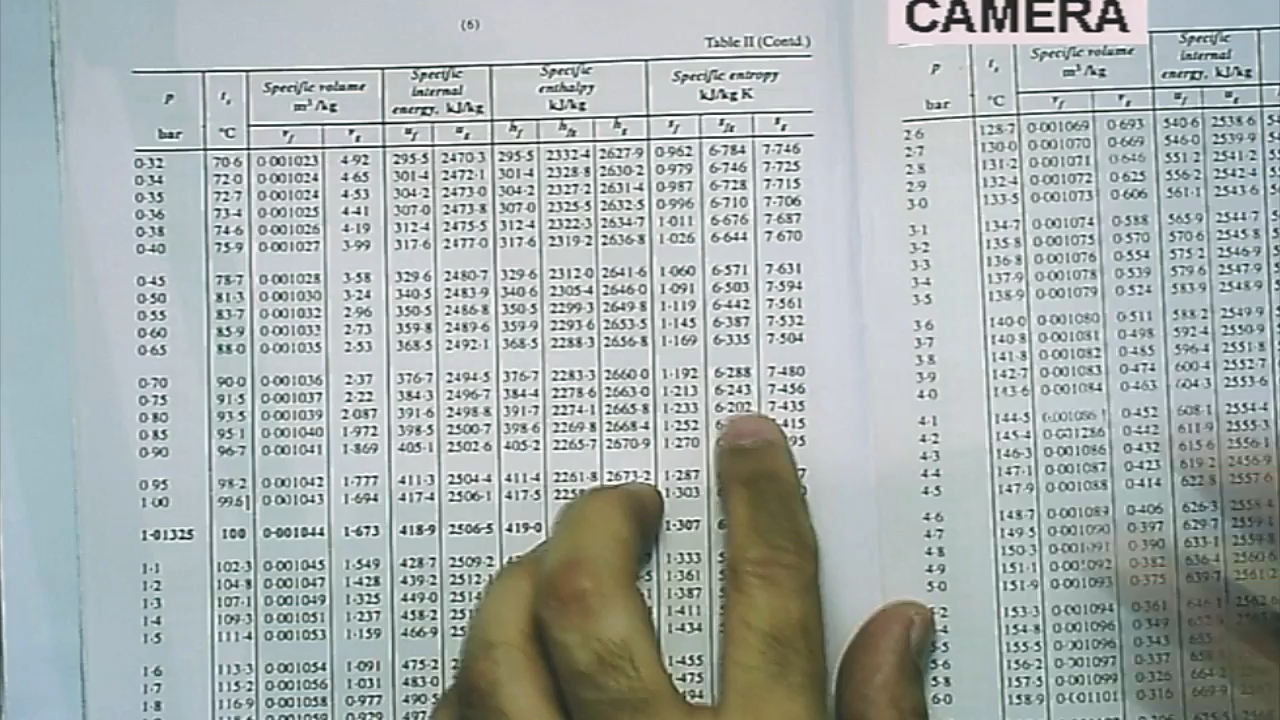 CAMERA
(6)
Table II (Contd.)
p t_s Specific volume Specific internal Specific enthalpy Specific entropy
m³/kg energy, kJ/kg kJ/kg kJ/kg K
bar °C v_f v_g u_f u_g h_f h_fg h_g s_f s_fg s_g
0·32 70·6 0·001023 4·92 295·5 2470·3 295·5 2332·4 2627·9 0·962 6·784 7·746
0·34 72·0 0·001024 4·65 301·4 2472·1 301·4 2328·8 2630·2 0·979 6·746 7·725
0·35 72·7 0·001024 4·53 304·2 2473·0 304·2 2327·2 2631·4 0·987 6·728 7·715
0·36 73·4 0·001025 4·41 307·0 2473·8 307·0 2325·5 2632·5 0·996 6·710 7·706
0·38 74·6 0·001026 4·19 312·4 2475·5 312·4 2322·3 2634·7 1·011 6·676 7·687
0·40 75·9 0·001027 3·99 317·6 2477·0 317·6 2319·2 2636·8 1·026 6·644 7·670
0·45 78·7 0·001028 3·58 329·6 2480·7 329·6 2312·0 2641·6 1·060 6·571 7·631
0·50 81·3 0·001030 3·24 340·5 2483·9 340·6 2305·4 2646·0 1·091 6·503 7·594
0·55 83·7 0·001032 2·96 350·5 2486·8 350·5 2299·3 2649·8 1·119 6·442 7·561
0·60 85·9 0·001033 2·73 359·8 2489·6 359·9 2293·6 2653·5 1·145 6·387 7·532
0·65 88·0 0·001035 2·53 368·5 2492·1 368·5 2288·3 2656·8 1·169 6·335 7·504
0·70 90·0 0·001036 2·37 376·7 2494·5 376·7 2283·3 2660·0 1·192 6·288 7·480
0·75 91·5 0·001037 2·22 384·3 2496·7 384·4 2278·6 2663·0 1·213 6·243 7·456
0·80 93·5 0·001039 2·087 391·6 2498·8 391·7 2274·1 2665·8 1·233 6·202 7·435
0·85 95·1 0·001040 1·972 398·5 2500·7 398·6 2269·8 2668·4 1·252
0·90 96·7 0·001041 1·869 405·1 2502·6 405·2 2265·7 2670·9 1·270
0·95 98·2 0·001042 1·777 411·3 2504·4 411·4 2261·8 2673·2 1·287
1·00 99·6 0·001043 1·694 417·4 2506·1 417·5 1·303
1·01325 100 0·001044 1·673 418·9 2506·5 419·0 1·307
1·1 102·3 0·001045 1·549 428·7 2509·2 1·333
1·2 104·8 0·001047 1·428 439·2 2512·1 1·361
1·3 107·1 0·001049 1·325 449·0 1·387
1·4 109·3 0·001051 1·237 458·2 1·411
1·5 111·4 0·001053 1·159 466·9 1·434
1·6 113·3 0·001054 1·091 475·2
1·7 115·2 0·001056 1·031 483·0
1·8 116·9 0·001058 0·977
p t_s Specific volume Specific internal
m³/kg energy, kJ/kg
bar °C v_f v_g u_f u_g
2·6 128·7 0·001069 0·693 540·6 2538·6
2·7 130·0 0·001070 0·669 546·0 2539·9
2·8 131·2 0·001071 0·646 551·2 2541·2
2·9 132·4 0·001072 0·625 556·2 2542·4
3·0 133·5 0·001073 0·606 561·1 2543·6
3·1 134·7 0·001074 0·588 565·9 2544·7
3·2 135·8 0·001075 0·570 570·6 2545·8
3·3 136·8 0·001076 0·554 575·2 2546·9
3·4 137·9 0·001078 0·539 579·6 2547·9
3·5 138·9 0·001079 0·524 583·9 2548·9
3·6 140·0 0·001080 0·511 588·2 2549·9
3·7 140·8 0·001081 0·498 592·4 2550·9
3·8 141·8 0·001082 0·485 596·4 2551·8
3·9 142·7 0·001083 0·474 600·4 2552·7
4·0 143·6 0·001084 0·463 604·3 2553·6
4·1 144·5 0·452 608·1 2554·4
4·2 145·4 0·001286 0·442 611·9 2555·3
4·3 146·3 0·001086 0·432 615·6 2556·1
4·4 147·1 0·001087 0·423 619·2 2456·9
4·5 147·9 0·001088 0·414 622·8 2557·6
4·6 148·7 0·001089 0·406 626·3
4·7 149·5 0·001090 0·397 629·7
4·8 150·3 0·001091 0·390 633·1
4·9 151·1 0·001092 0·382 636·4
5·0 151·9 0·001093 0·375 639·7
153·3 0·001094 0·361
154·8 0·001096 0·349
155·5 0·001096 0·343
5·6 156·2 0·001097 0·337
5·8 157·5 0·001099 0·326
6·0 158·9 0·001101 0·316